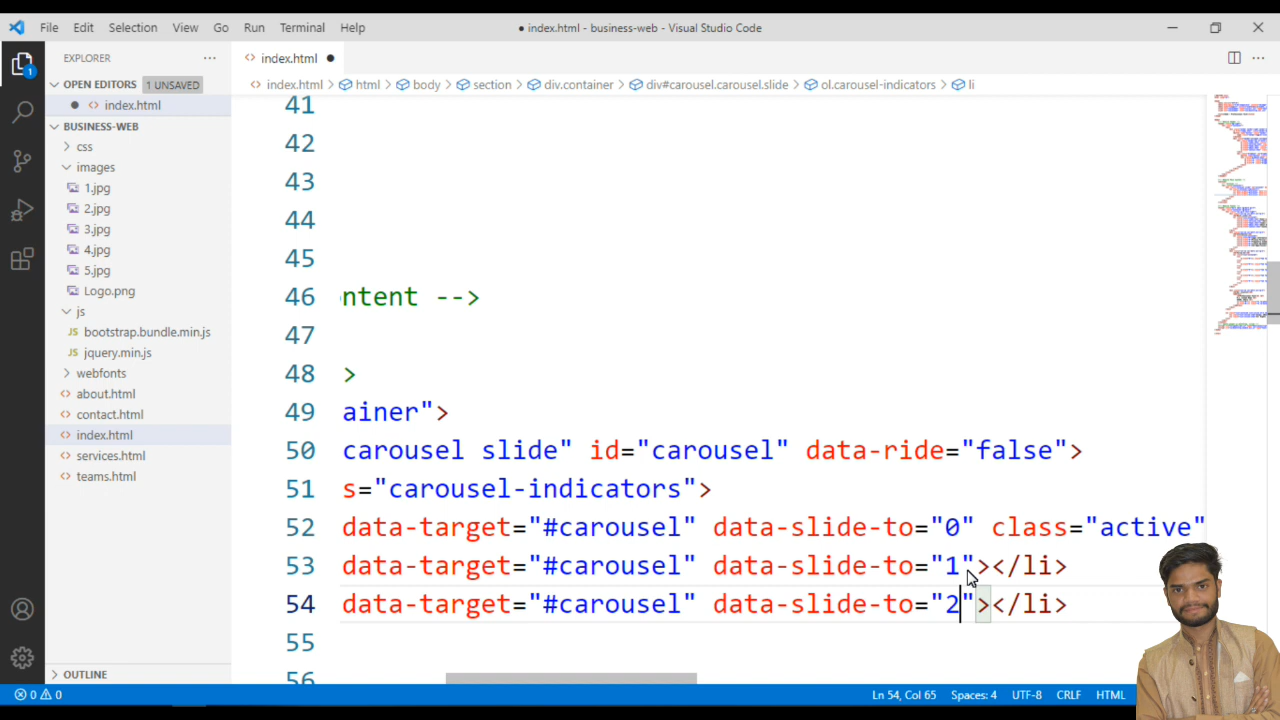 File Edit Selection View Go Run Terminal Help
● index.html - business-web - Visual Studio Code
EXPLORER
index.html
OPEN EDITORS 1 UNSAVED
index.html > html > body > section > div.container > div#carousel.carousel.slide > ol.carousel-indicators > li
index.html
BUSINESS-WEB
css
images
1.jpg
2.jpg
3.jpg
4.jpg
5.jpg
Logo.png
js
JS bootstrap.bundle.min.js
JS jquery.min.js
webfonts
about.html
contact.html
index.html
services.html
teams.html
OUTLINE
41
42
43
44
45
46 ntent -->
47
48 >
49 ainer">
50 carousel slide" id="carousel" data-ride="false">
51 s="carousel-indicators">
52 data-target="#carousel" data-slide-to="0" class="active"
53 data-target="#carousel" data-slide-to="1"></li>
54 data-target="#carousel" data-slide-to="2"></li>
55
56
0 0
Ln 54, Col 65 Spaces: 4 UTF-8 CRLF HTML